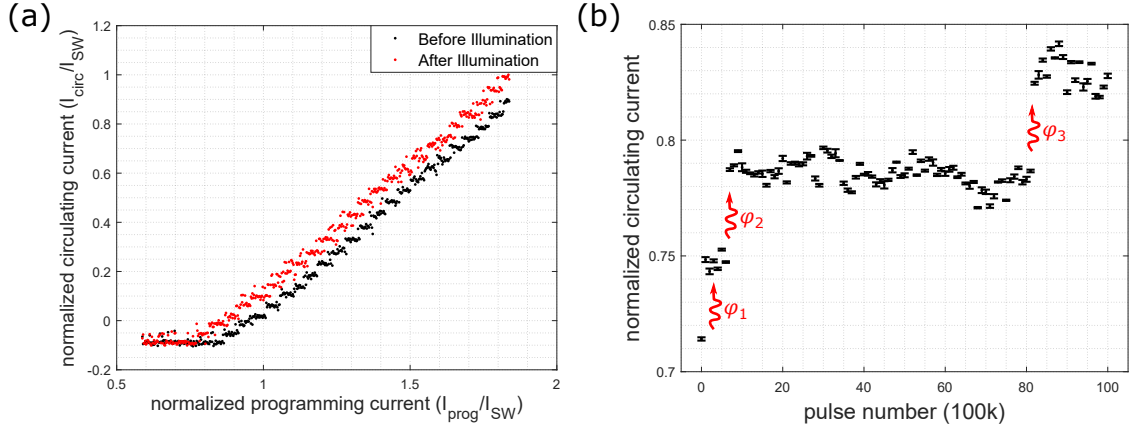 (a)
normalized circulating current (I_circ/I_SW)
1.2
1
0.8
0.6
0.4
0.2
0
-0.2
0.5
1
1.5
2
normalized programming current (I_prog/I_SW)
Before Illumination
After Illumination
(b)
normalized circulating current
0.85
0.8
0.75
0.7
φ1
φ2
φ3
0
20
40
60
80
100
pulse number (100k)